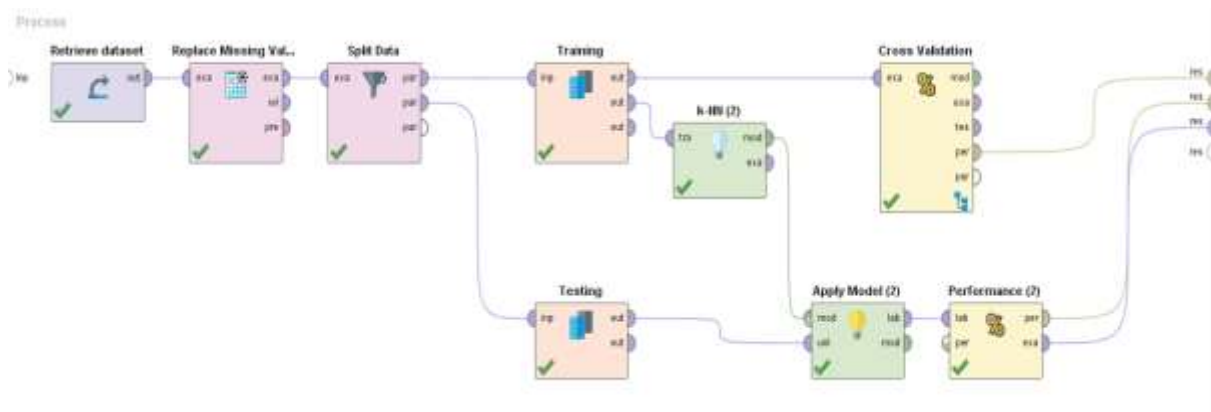 Process
Retrieve dataset
Replace Missing Val...
Split Data
Training
Cross Validation
inp
out
exa
exa
ori
pre
exa
par
par
par
inp
out
out
out
k-NN (2)
tra
mod
exa
exa
mod
exa
tes
per
per
res
res
res
res
Testing
Apply Model (2)
Performance (2)
inp
out
out
mod
unl
lab
mod
lab
per
per
exa